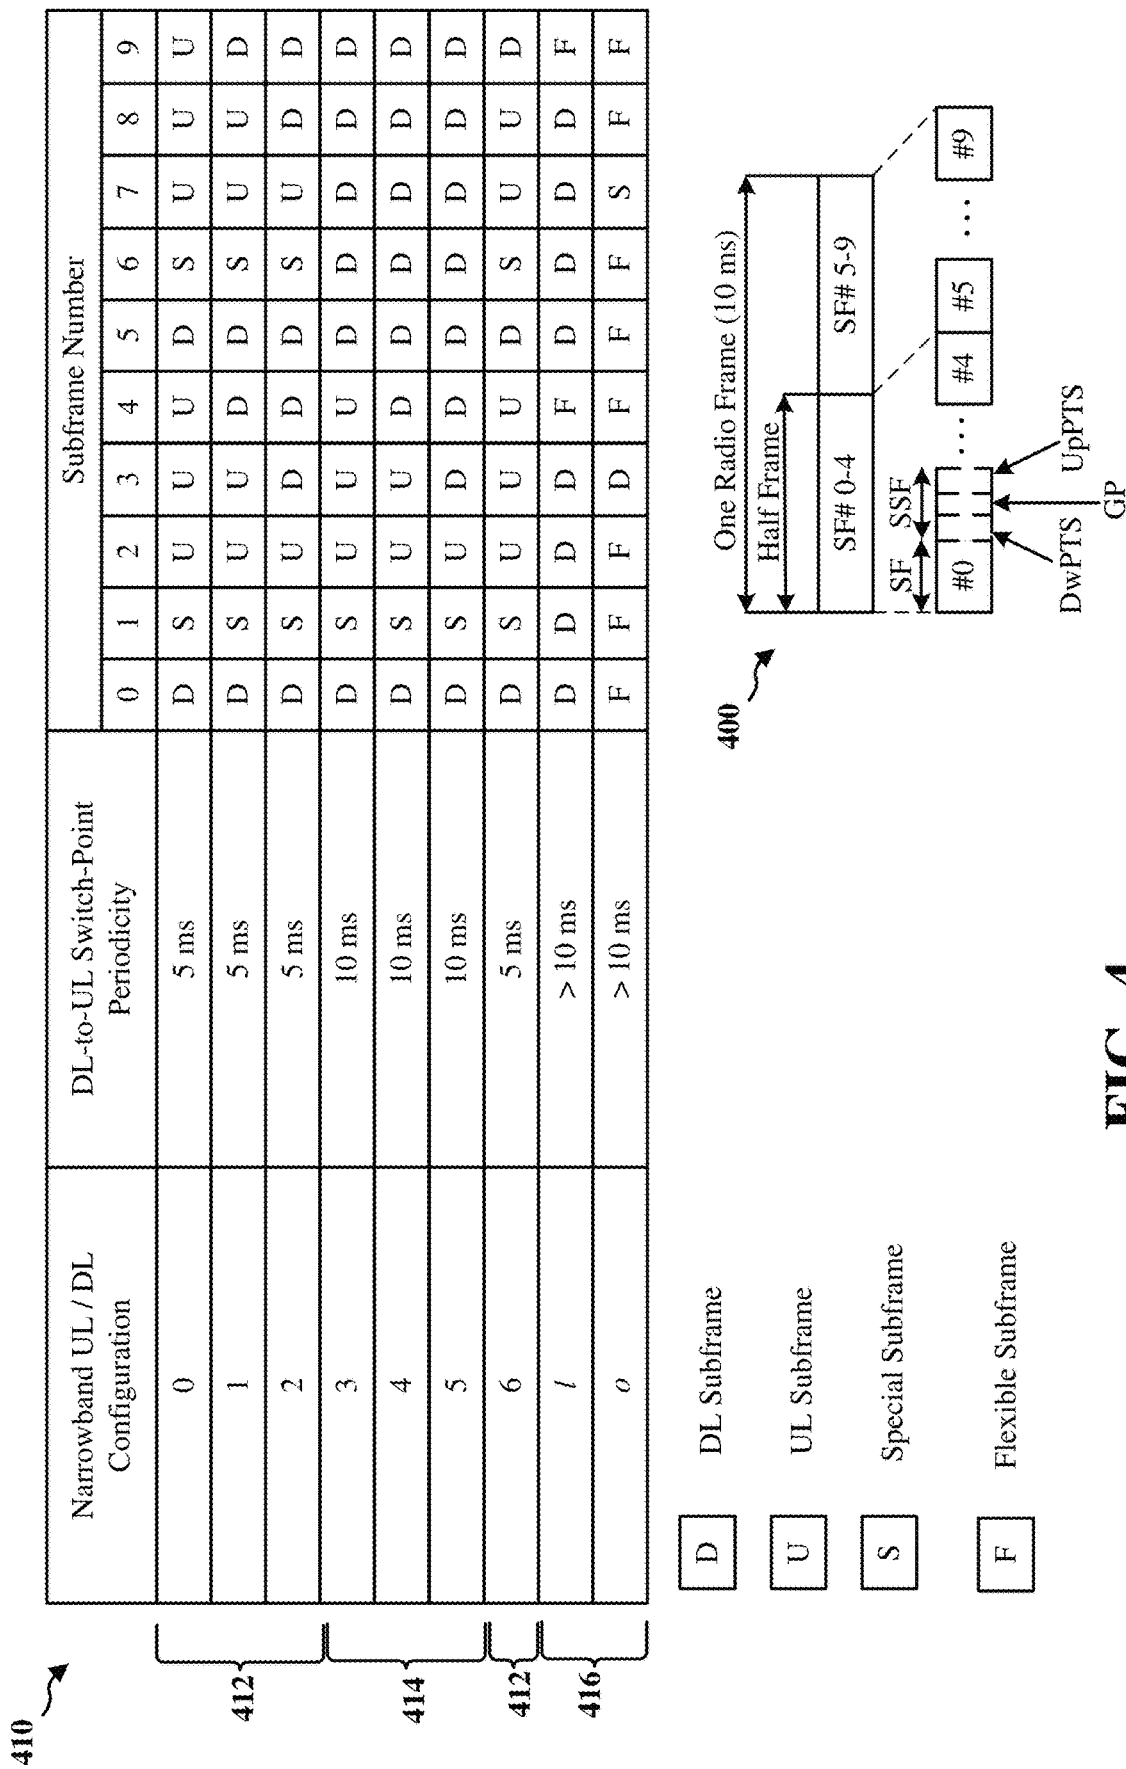 410
Narrowband UL / DL Configuration
DL-to-UL Switch-Point Periodicity
Subframe Number
0 1 2 3 4 5 6 7 8 9
0 5 ms D S U U U D S U U U
1 5 ms D S U U D D S U U D
2 5 ms D S U D D D S U D D
3 10 ms D S U U U D D D D D
4 10 ms D S U U D D D D D D
5 10 ms D S U D D D D D D D
6 5 ms D S U U U D S U U D
l > 10 ms D D D D F D D D D F
o > 10 ms F F F D F F F S F F
412
414
412
416
D DL Subframe
U UL Subframe
S Special Subframe
F Flexible Subframe
400
One Radio Frame (10 ms)
Half Frame
SF# 0-4 SF# 5-9
SF SSF
#0 ... #4 #5 ... #9
DwPTS UpPTS
GP